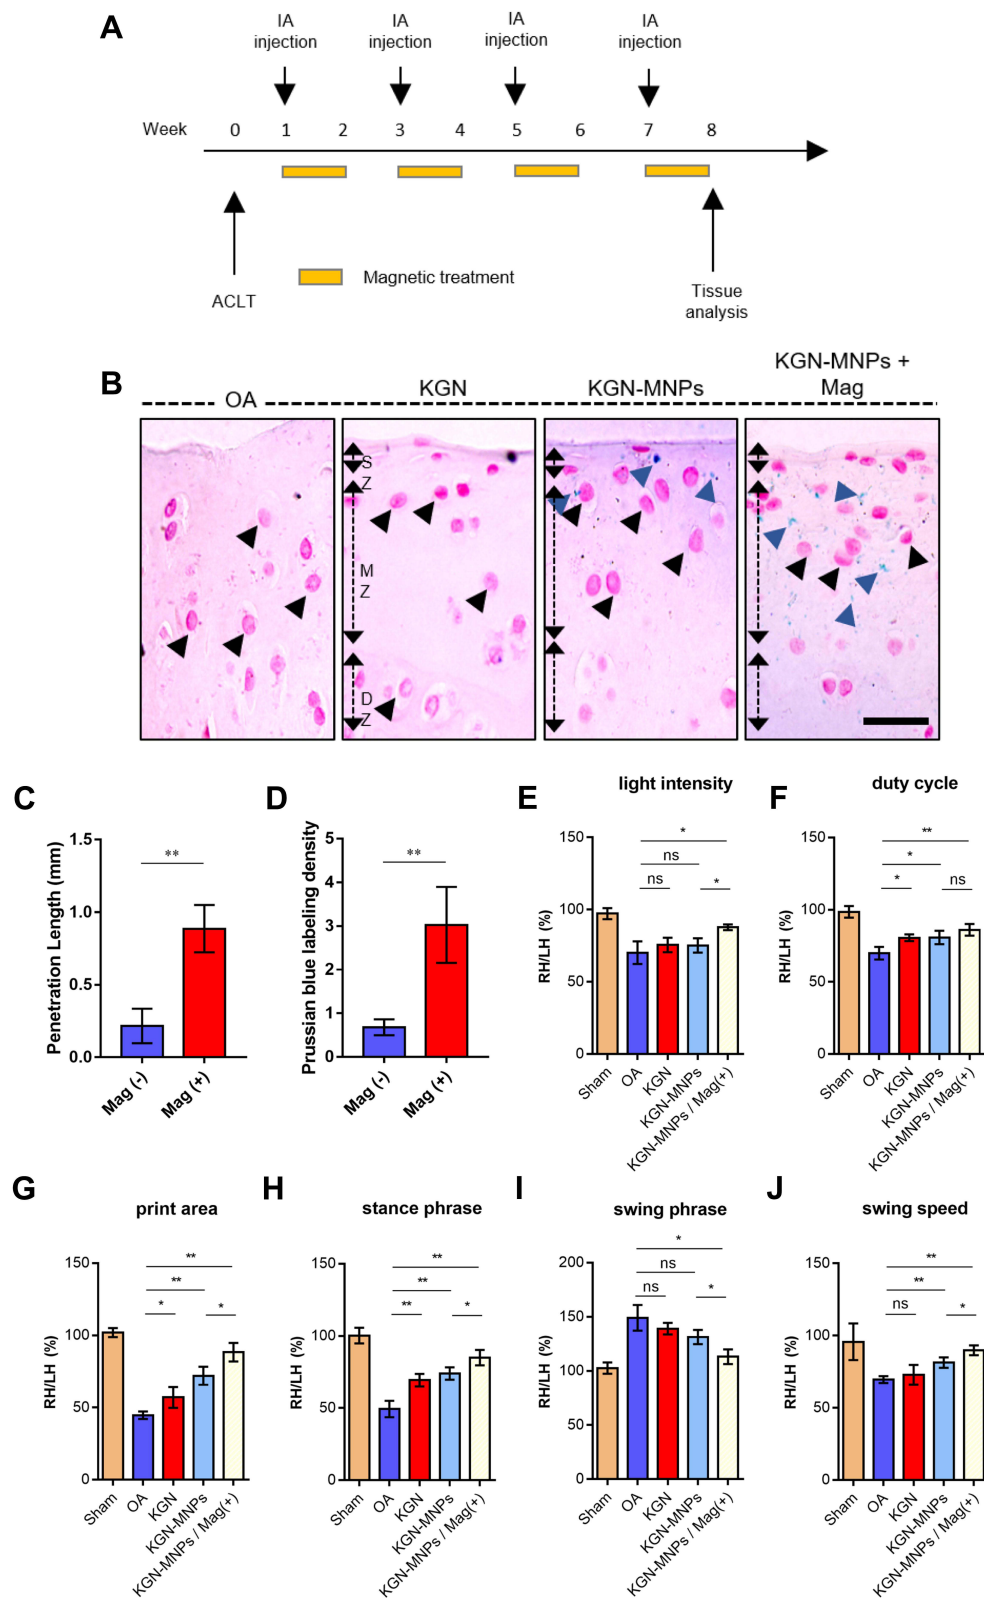 A
IA injection
IA injection
IA injection
IA injection
Week 0 1 2 3 4 5 6 7 8
Magnetic treatment
ACLT
Tissue analysis
B
OA
KGN
KGN-MNPs
KGN-MNPs + Mag
S Z
M Z
D Z
C
Penetration Length (mm)
1.5
1.0
0.5
0.0
**
Mag (-)
Mag (+)
D
Prussian blue labeling density
5
4
3
2
1
0
**
Mag (-)
Mag (+)
E
light intensity
RH/LH (%)
150
100
50
0
*
ns
ns
*
Sham
OA
KGN
KGN-MNPs
KGN-MNPs / Mag(+)
F
duty cycle
RH/LH (%)
150
100
50
0
**
*
*
ns
Sham
OA
KGN
KGN-MNPs
KGN-MNPs / Mag(+)
G
print area
RH/LH (%)
150
100
50
0
**
**
*
*
Sham
OA
KGN
KGN-MNPs
KGN-MNPs / Mag(+)
H
stance phrase
RH/LH (%)
150
100
50
0
**
**
**
*
Sham
OA
KGN
KGN-MNPs
KGN-MNPs / Mag(+)
I
swing phrase
RH/LH (%)
200
150
100
50
0
*
ns
ns
*
Sham
OA
KGN
KGN-MNPs
KGN-MNPs / Mag(+)
J
swing speed
RH/LH (%)
150
100
50
0
**
**
ns
*
Sham
OA
KGN
KGN-MNPs
KGN-MNPs / Mag(+)